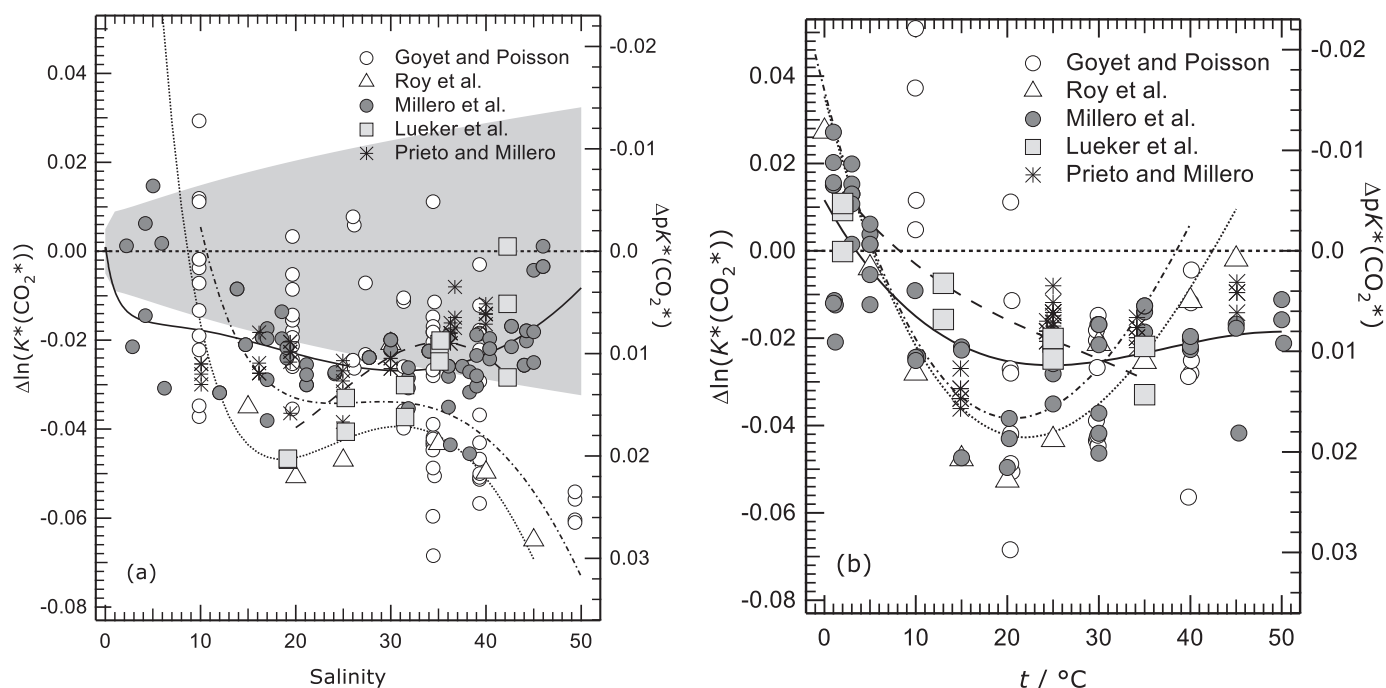 Goyet and Poisson
Roy et al.
Millero et al.
Lueker et al.
Prieto and Millero
0.04
0.02
0.00
-0.02
-0.04
-0.06
-0.08
Δln(K*(CO₂*))
-0.02
-0.01
0.0
0.01
0.02
0.03
ΔpK*(CO₂*)
(a)
0 10 20 30 40 50
Salinity
Goyet and Poisson
Roy et al.
Millero et al.
Lueker et al.
Prieto and Millero
0.04
0.02
0.00
-0.02
-0.04
-0.06
-0.08
Δln(K*(CO₂*))
-0.02
-0.01
0.0
0.01
0.02
0.03
ΔpK*(CO₂*)
(b)
0 10 20 30 40 50
t / °C